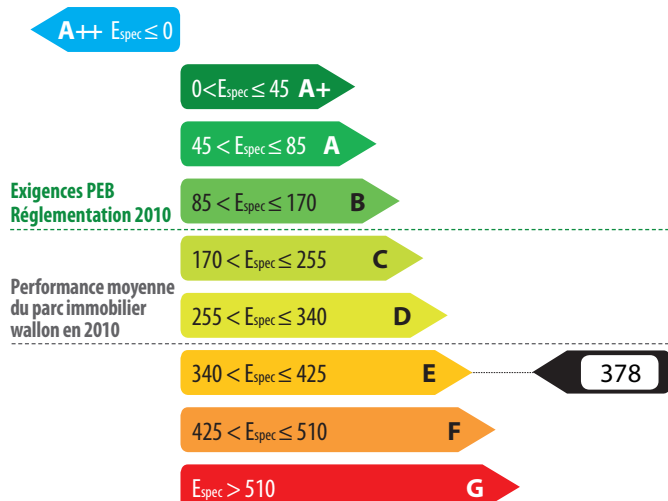 A++ Espec ≤ 0
0 < Espec ≤ 45 A+
45 < Espec ≤ 85 A
Exigences PEB
Réglementation 2010
85 < Espec ≤ 170 B
170 < Espec ≤ 255 C
Performance moyenne
du parc immobilier
wallon en 2010
255 < Espec ≤ 340 D
340 < Espec ≤ 425 E
378
425 < Espec ≤ 510 F
Espec > 510 G